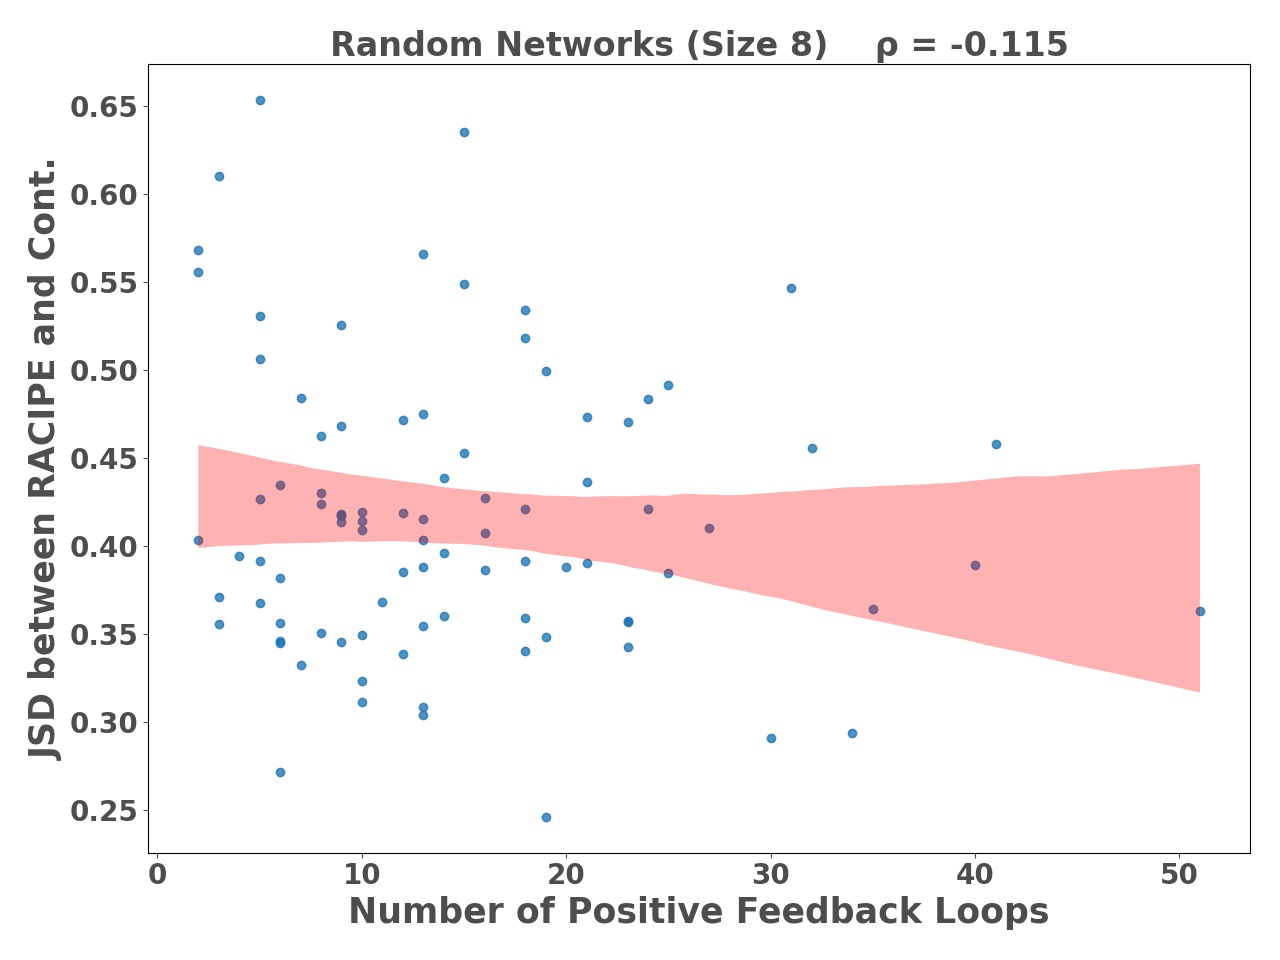 Random Networks (Size 8)    ρ = -0.115
JSD between RACIPE and Cont.
0.65
0.60
0.55
0.50
0.45
0.40
0.35
0.30
0.25
0 10 20 30 40 50
Number of Positive Feedback Loops